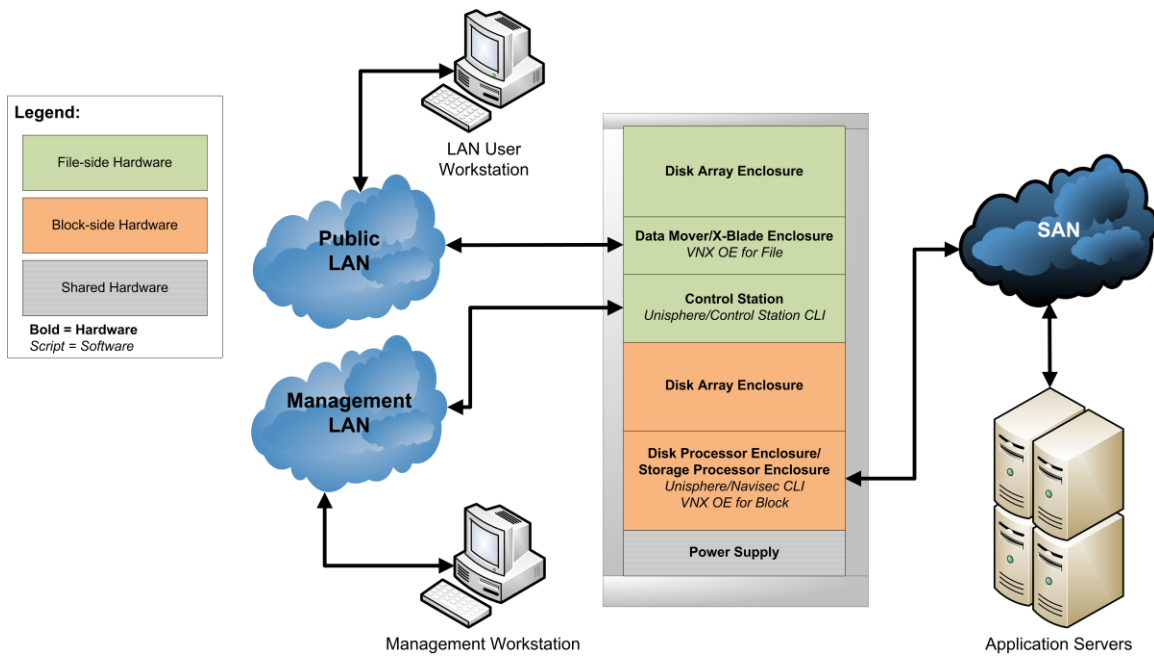 Legend:
File-side Hardware
Block-side Hardware
Shared Hardware
Bold = Hardware
Script = Software
LAN User
Workstation
Public
LAN
Management
LAN
Management Workstation
Disk Array Enclosure
Data Mover/X-Blade Enclosure
VNX OE for File
Control Station
Unisphere/Control Station CLI
Disk Array Enclosure
Disk Processor Enclosure/
Storage Processor Enclosure
Unisphere/Navisec CLI
VNX OE for Block
Power Supply
SAN
Application Servers